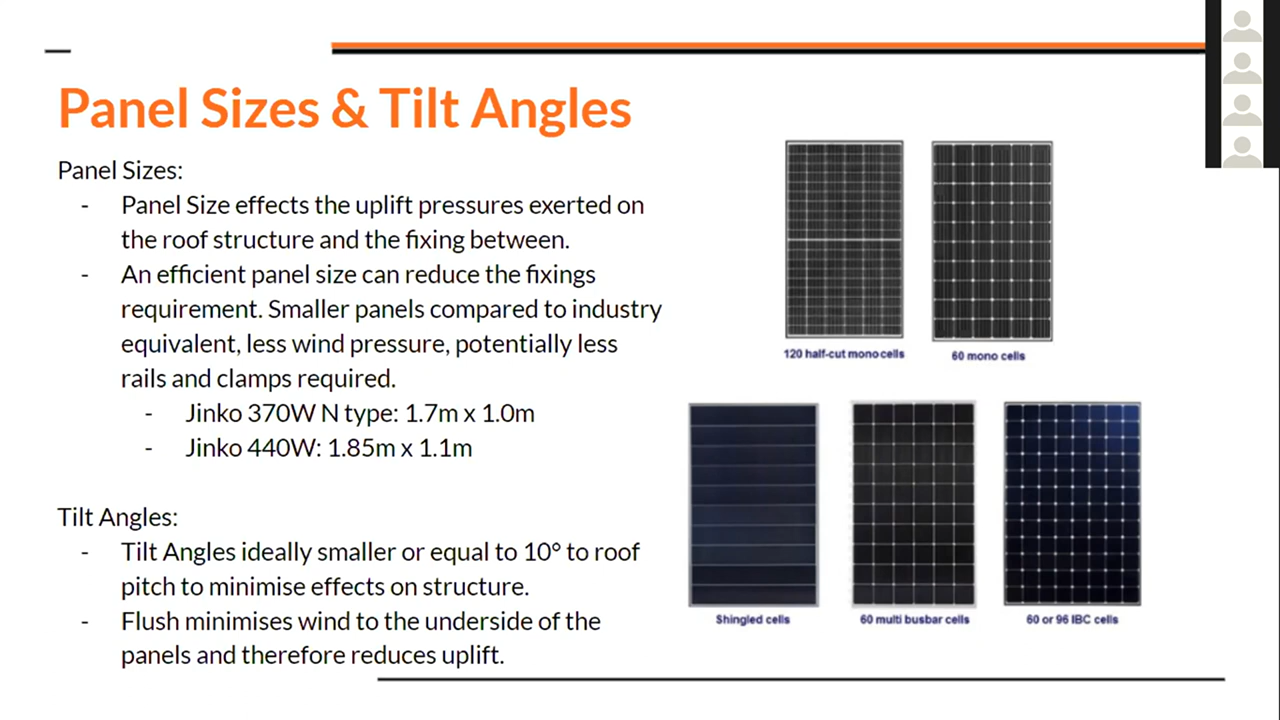 Panel Sizes & Tilt Angles
Panel Sizes:
- Panel Size effects the uplift pressures exerted on
the roof structure and the fixing between.
- An efficient panel size can reduce the fixings
requirement. Smaller panels compared to industry
equivalent, less wind pressure, potentially less
rails and clamps required.
- Jinko 370W N type: 1.7m x 1.0m
- Jinko 440W: 1.85m x 1.1m
Tilt Angles:
- Tilt Angles ideally smaller or equal to 10° to roof
pitch to minimise effects on structure.
- Flush minimises wind to the underside of the
panels and therefore reduces uplift.
120 half-cut mono cells
60 mono cells
Shingled cells
60 multi busbar cells
60 or 96 IBC cells